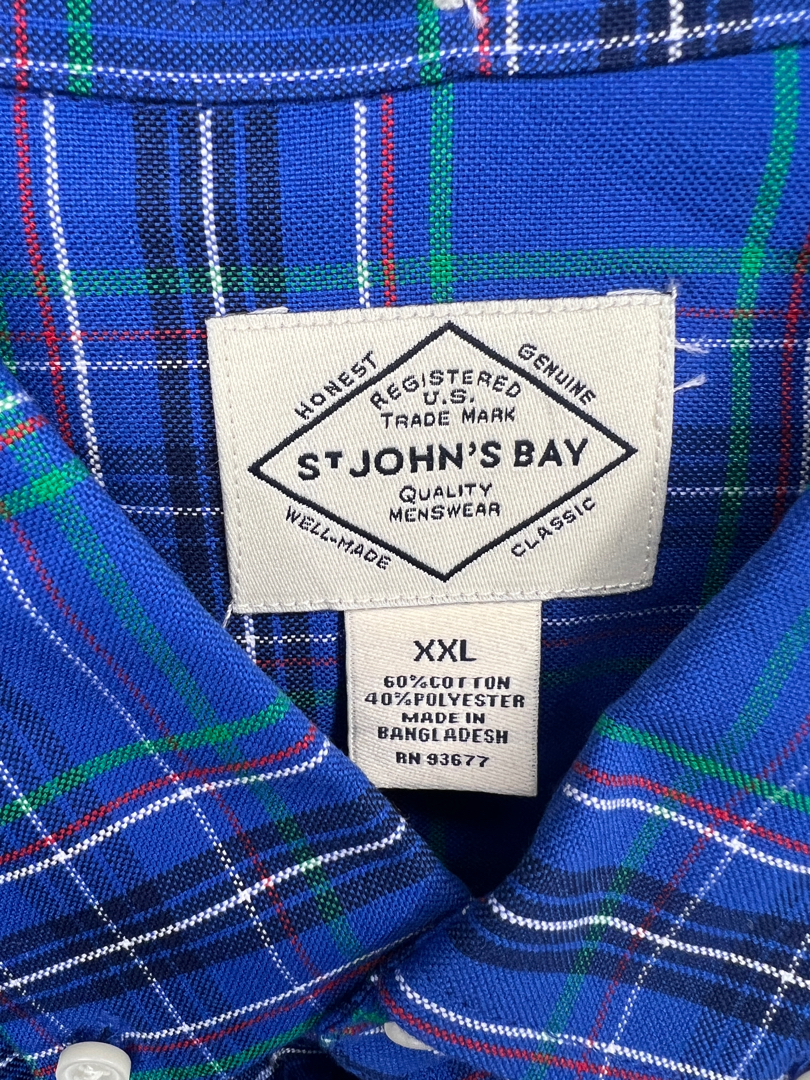 HONEST
GENUINE
REGISTERED
U.S.
TRADE MARK
ST JOHN'S BAY
QUALITY
MENSWEAR
WELL-MADE
CLASSIC
XXL
60%COTTON
40%POLYESTER
MADE IN
BANGLADESH
RN 93677